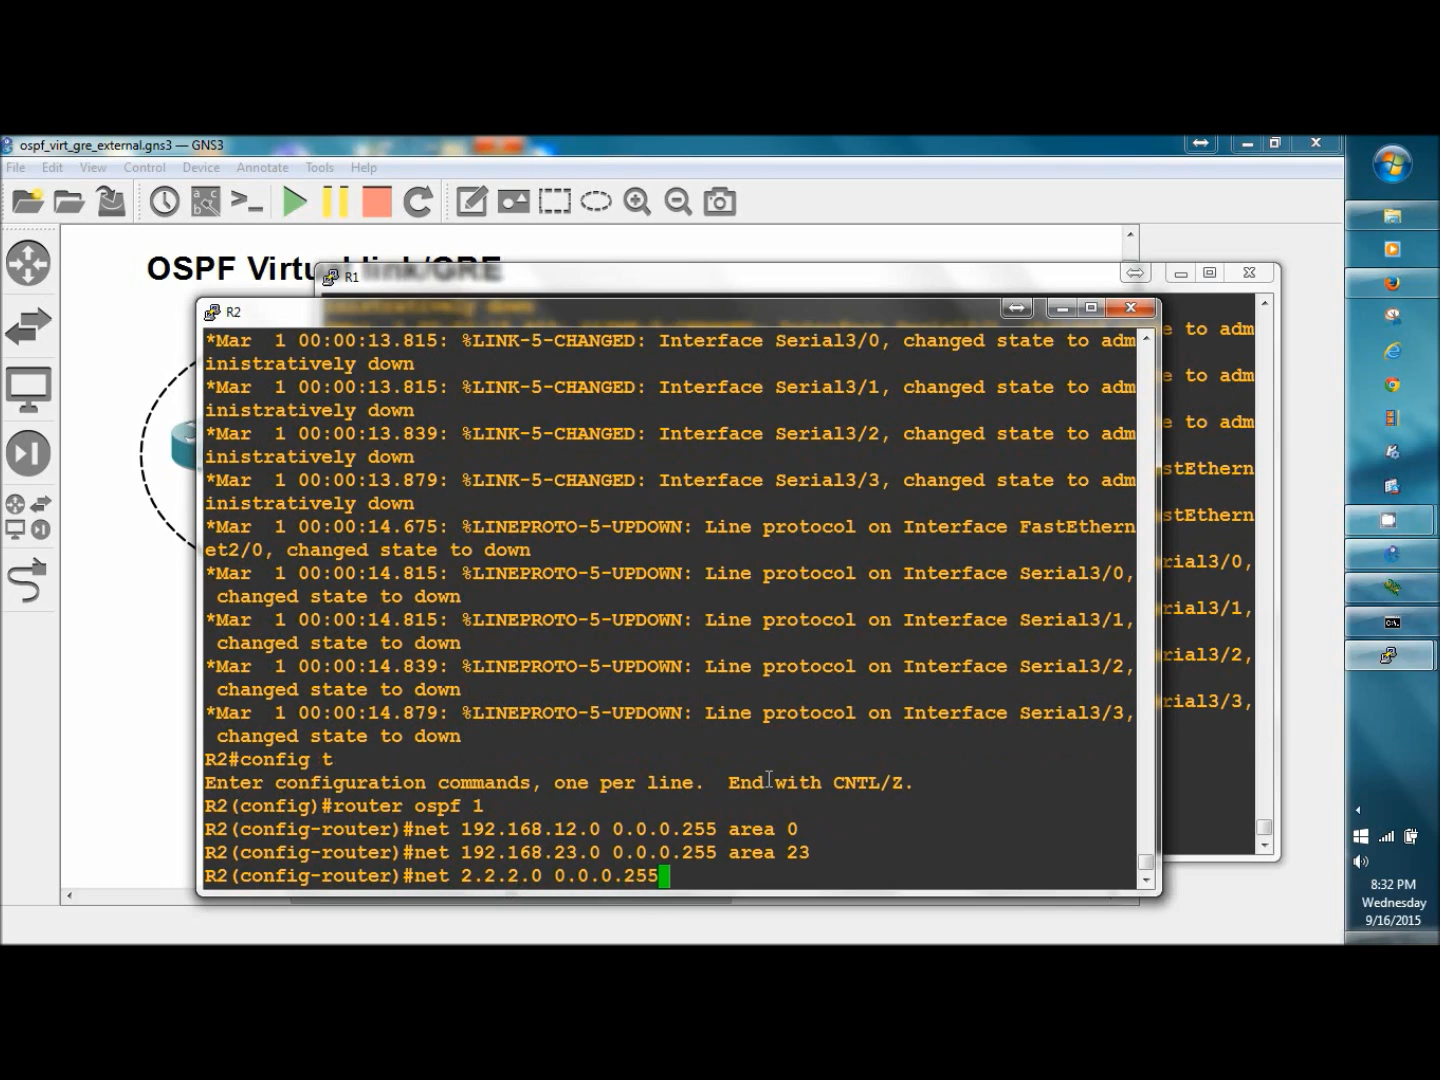 ospf_virt_gre_external.gns3 — GNS3
File Edit View Control Device Annotate Tools Help
OSPF Virtual link/GRE
R1
inistratively down
R2
*Mar  1 00:00:13.815: %LINK-5-CHANGED: Interface Serial3/0, changed state to adm
inistratively down
*Mar  1 00:00:13.815: %LINK-5-CHANGED: Interface Serial3/1, changed state to adm
inistratively down
*Mar  1 00:00:13.839: %LINK-5-CHANGED: Interface Serial3/2, changed state to adm
inistratively down
*Mar  1 00:00:13.879: %LINK-5-CHANGED: Interface Serial3/3, changed state to adm
inistratively down
*Mar  1 00:00:14.675: %LINEPROTO-5-UPDOWN: Line protocol on Interface FastEthern
et2/0, changed state to down
*Mar  1 00:00:14.815: %LINEPROTO-5-UPDOWN: Line protocol on Interface Serial3/0,
 changed state to down
*Mar  1 00:00:14.815: %LINEPROTO-5-UPDOWN: Line protocol on Interface Serial3/1,
 changed state to down
*Mar  1 00:00:14.839: %LINEPROTO-5-UPDOWN: Line protocol on Interface Serial3/2,
 changed state to down
*Mar  1 00:00:14.879: %LINEPROTO-5-UPDOWN: Line protocol on Interface Serial3/3,
 changed state to down
R2#config t
Enter configuration commands, one per line.  End with CNTL/Z.
R2(config)#router ospf 1
R2(config-router)#net 192.168.12.0 0.0.0.255 area 0
R2(config-router)#net 192.168.23.0 0.0.0.255 area 23
R2(config-router)#net 2.2.2.0 0.0.0.255
e to adm
e to adm
e to adm
stEthern
stEthern
rial3/0,
rial3/1,
rial3/2,
rial3/3,
8:32 PM
Wednesday
9/16/2015